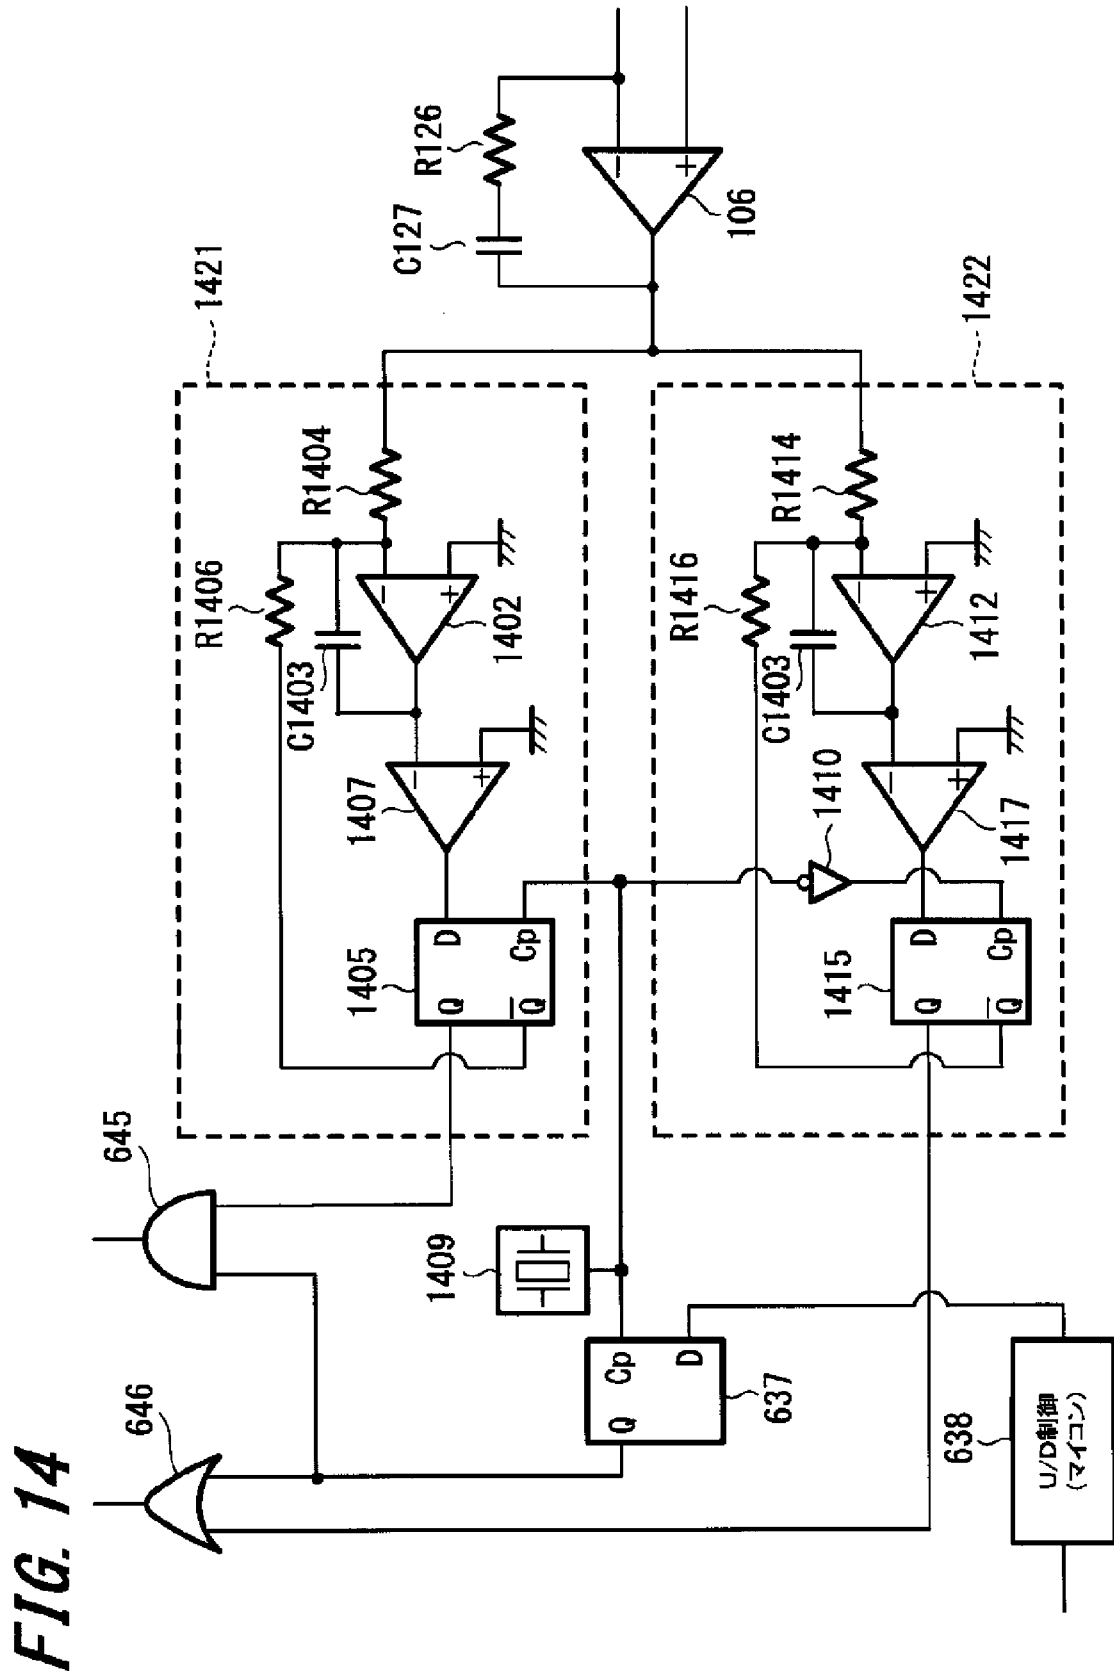 FIG. 14
646
645
1421
1405
Q
D
Q
Cp
1407
−
+
R1406
C1403
R1404
−
+
1402
C127
R126
−
+
106
1409
637
Q
Cp
D
1422
1415
Q
D
Q
Cp
1410
1417
−
+
R1416
C1403
R1414
−
+
1412
638
U/D制御
(マイコン)